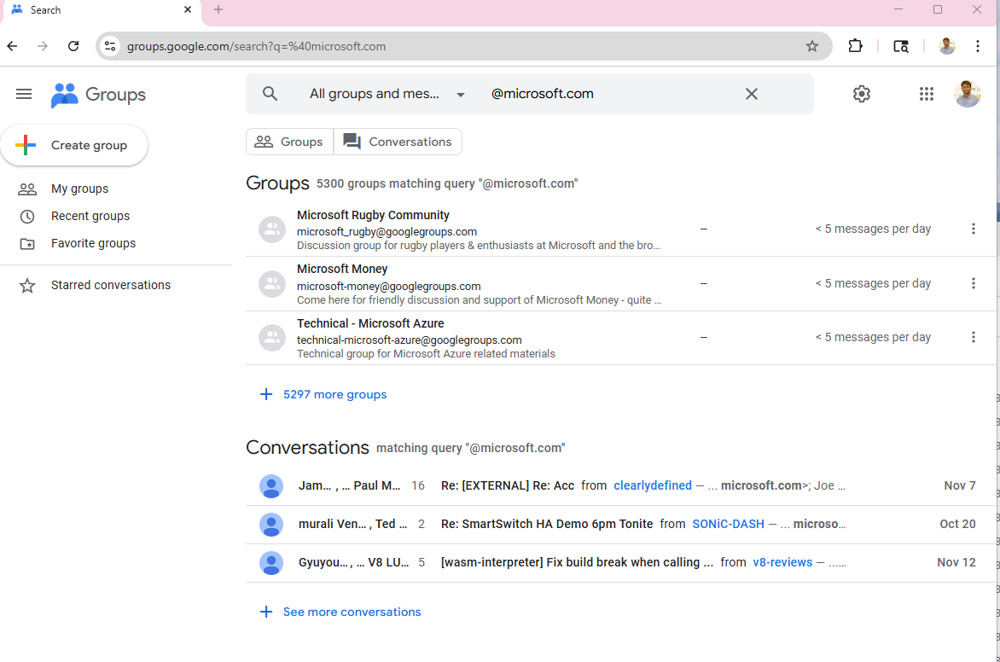 Search
groups.google.com/search?q=%40microsoft.com
Groups
All groups and mes...
@microsoft.com
Create group
My groups
Recent groups
Favorite groups
Starred conversations
Groups
Conversations
Groups 5300 groups matching query "@microsoft.com"
Microsoft Rugby Community
microsoft_rugby@googlegroups.com -- < 5 messages per day
Discussion group for rugby players & enthusiasts at Microsoft and the bro...
Microsoft Money
microsoft-money@googlegroups.com -- < 5 messages per day
Come here for friendly discussion and support of Microsoft Money - quite ...
Technical - Microsoft Azure
technical-microsoft-azure@googlegroups.com -- < 5 messages per day
Technical group for Microsoft Azure related materials
5297 more groups
Conversations matching query "@microsoft.com"
Jam... , ... Paul M... 16 Re: [EXTERNAL] Re: Acc from clearlydefined — ... microsoft.com>; Joe ... Nov 7
murali Ven... , Ted ... 2 Re: SmartSwitch HA Demo 6pm Tonite from SONiC-DASH — ... microso... Oct 20
Gyuyou... , ... V8 LU... 5 [wasm-interpreter] Fix build break when calling ... from v8-reviews — ...... Nov 12
See more conversations